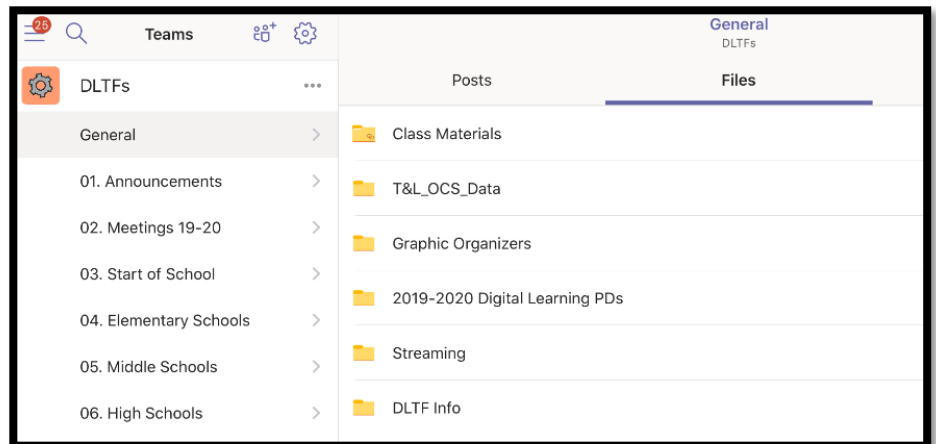 25
Teams
DLTFs
General
01. Announcements
02. Meetings 19-20
03. Start of School
04. Elementary Schools
05. Middle Schools
06. High Schools
General
DLTFs
Posts
Files
Class Materials
T&L_OCS_Data
Graphic Organizers
2019-2020 Digital Learning PDs
Streaming
DLTF Info